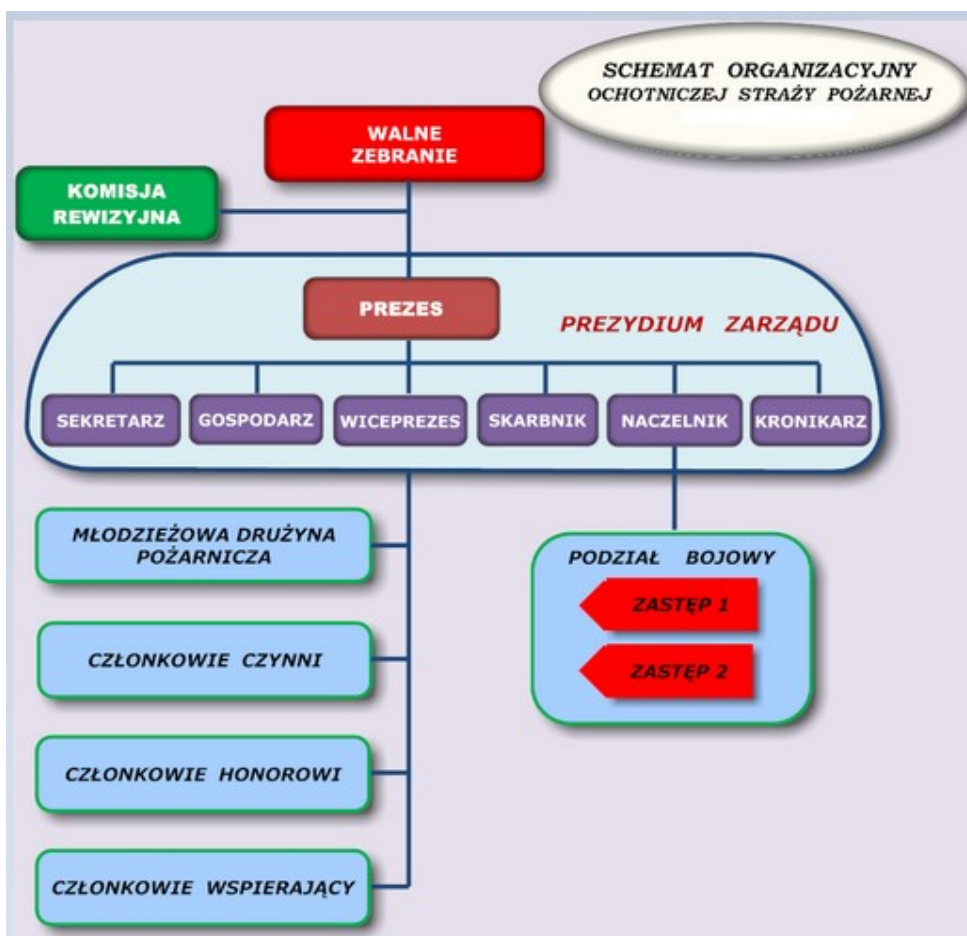 SCHEMAT ORGANIZACYJNY
OCHOTNICZEJ STRAŻY POŻARNEJ
WALNE
ZEBRANIE
KOMISJA
REWIZYJNA
PREZES
PREZYDIUM ZARZĄDU
SEKRETARZ
GOSPODARZ
WICEPREZES
SKARBNIK
NACZELNIK
KRONIKARZ
MŁODZIEŻOWA DRUŻYNA
POŻARNICZA
CZŁONKOWIE CZYNNI
CZŁONKOWIE HONOROWI
CZŁONKOWIE WSPIERAJĄCY
PODZIAŁ BOJOWY
ZASTĘP 1
ZASTĘP 2